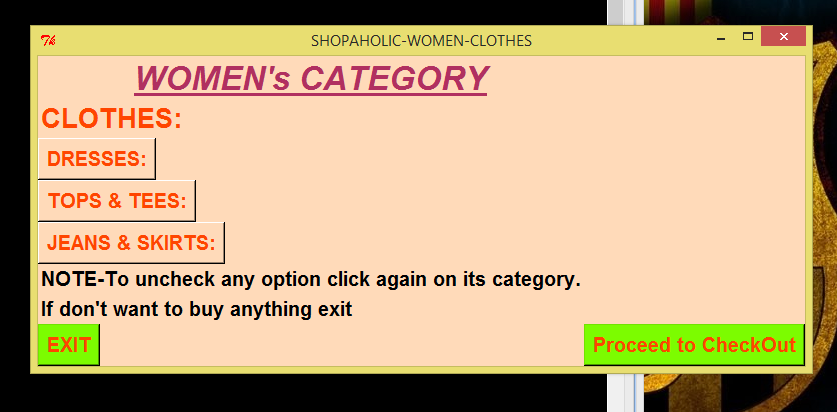 SHOPAHOLIC-WOMEN-CLOTHES
WOMEN's CATEGORY
CLOTHES:
DRESSES:
TOPS & TEES:
JEANS & SKIRTS:
NOTE-To uncheck any option click again on its category.
If don't want to buy anything exit
EXIT
Proceed to CheckOut